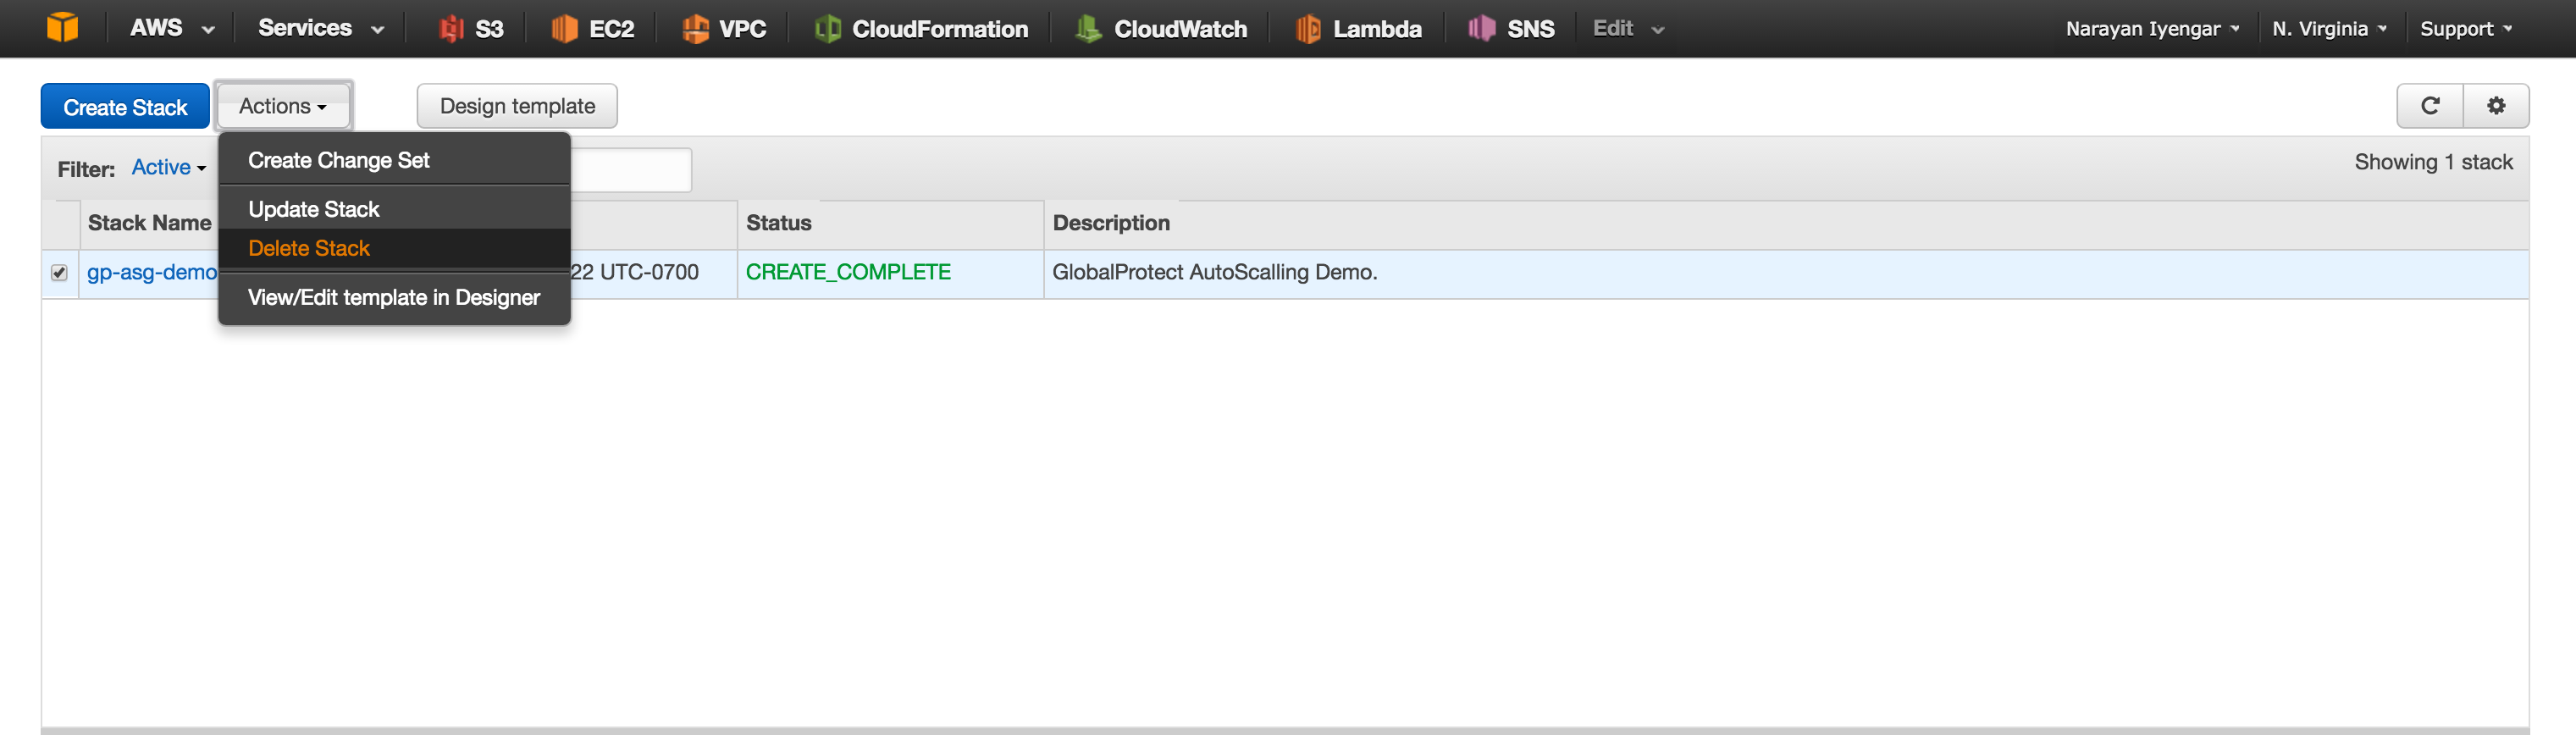 AWS Services S3 EC2 VPC CloudFormation CloudWatch Lambda SNS Edit Narayan Iyengar N. Virginia Support
Create Stack Actions Design template
Filter: Active Showing 1 stack
Create Change Set
Update Stack
Delete Stack
View/Edit template in Designer
Stack Name Status Description
gp-asg-demo 22 UTC-0700 CREATE_COMPLETE GlobalProtect AutoScalling Demo.